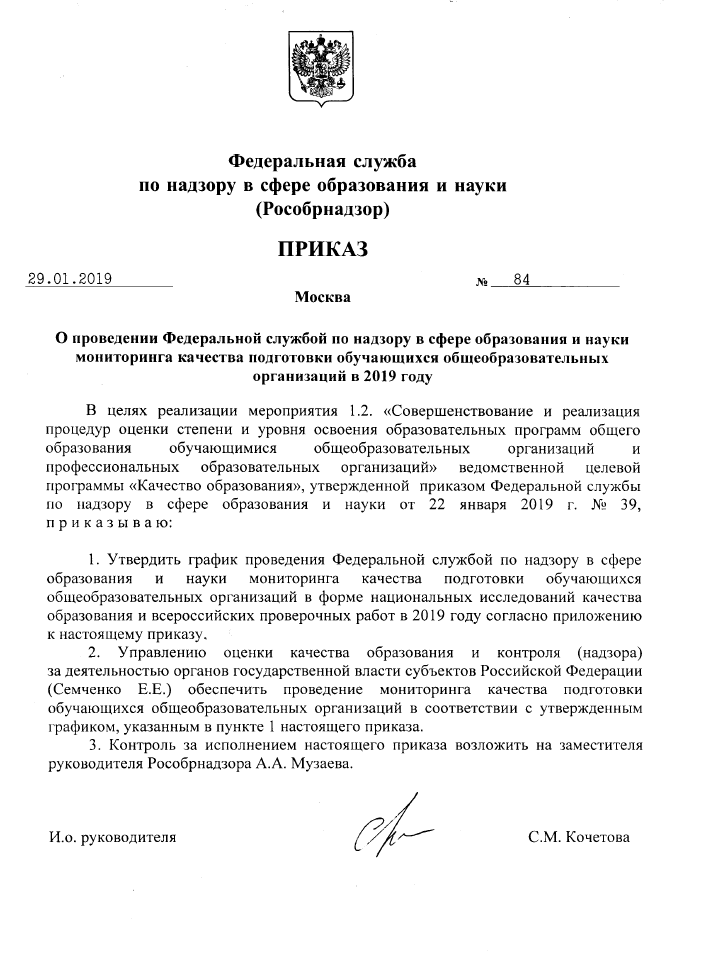 Федеральная служба
по надзору в сфере образования и науки
(Рособрнадзор)
ПРИКАЗ
29.01.2019 № 84
Москва
О проведении Федеральной службой по надзору в сфере образования и науки
мониторинга качества подготовки обучающихся общеобразовательных
организаций в 2019 году
В целях реализации мероприятия 1.2. «Совершенствование и реализация
процедур оценки степени и уровня освоения образовательных программ общего
образования обучающимися общеобразовательных организаций и
профессиональных образовательных организаций» ведомственной целевой
программы «Качество образования», утвержденной приказом Федеральной службы
по надзору в сфере образования и науки от 22 января 2019 г. № 39,
п р и к а з ы в а ю:
1. Утвердить график проведения Федеральной службой по надзору в сфере
образования и науки мониторинга качества подготовки обучающихся
общеобразовательных организаций в форме национальных исследований качества
образования и всероссийских проверочных работ в 2019 году согласно приложению
к настоящему приказу.
2. Управлению оценки качества образования и контроля (надзора)
за деятельностью органов государственной власти субъектов Российской Федерации
(Семченко Е.Е.) обеспечить проведение мониторинга качества подготовки
обучающихся общеобразовательных организаций в соответствии с утвержденным
графиком, указанным в пункте 1 настоящего приказа.
3. Контроль за исполнением настоящего приказа возложить на заместителя
руководителя Рособрнадзора А.А. Музаева.
И.о. руководителя С.М. Кочетова